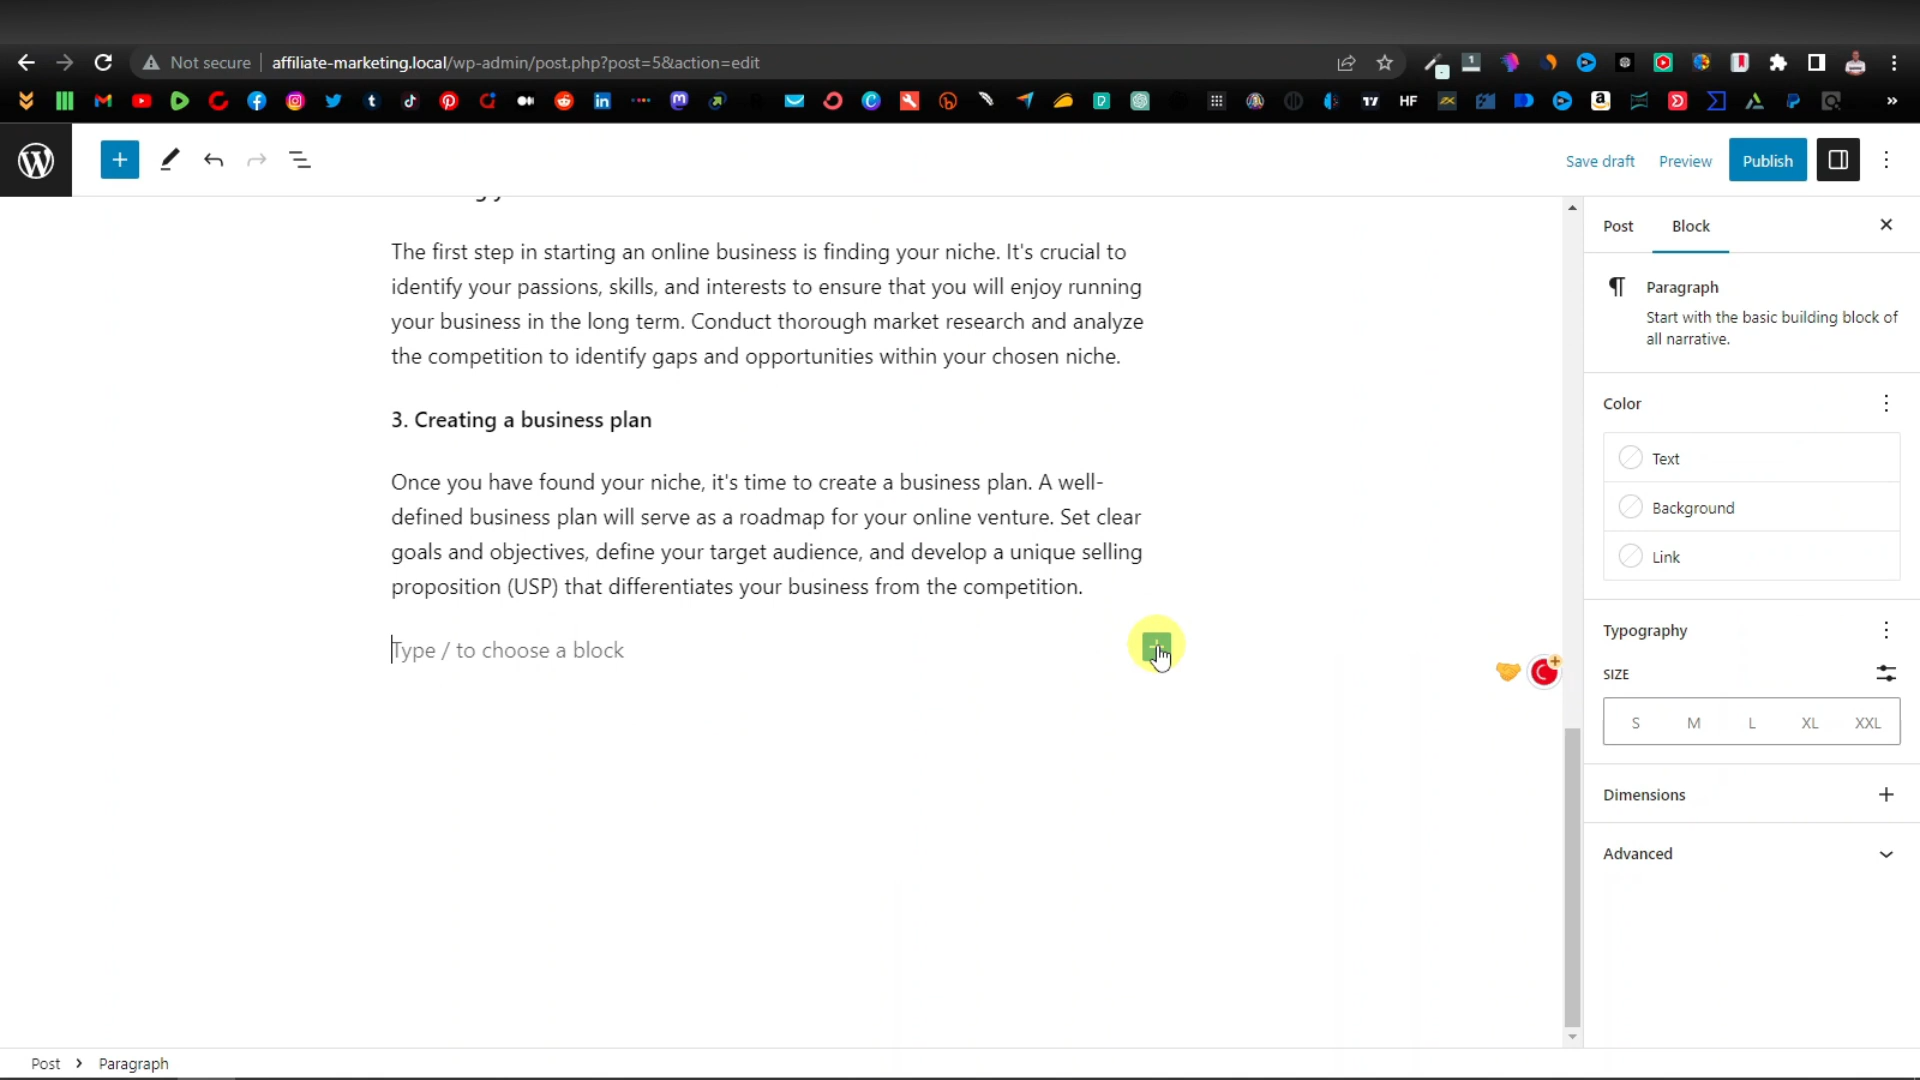 Not secure
affiliate-marketing.local/wp-admin/post.php?post=5&action=edit
HF
Save draft
Preview
Publish
The first step in starting an online business is finding your niche. It's crucial to
identify your passions, skills, and interests to ensure that you will enjoy running
your business in the long term. Conduct thorough market research and analyze
the competition to identify gaps and opportunities within your chosen niche.
3. Creating a business plan
Once you have found your niche, it's time to create a business plan. A well-
defined business plan will serve as a roadmap for your online venture. Set clear
goals and objectives, define your target audience, and develop a unique selling
proposition (USP) that differentiates your business from the competition.
Type / to choose a block
Post
Block
Paragraph
Start with the basic building block of
all narrative.
Color
Text
Background
Link
Typography
SIZE
S M L XL XXL
Dimensions
Advanced
Post > Paragraph